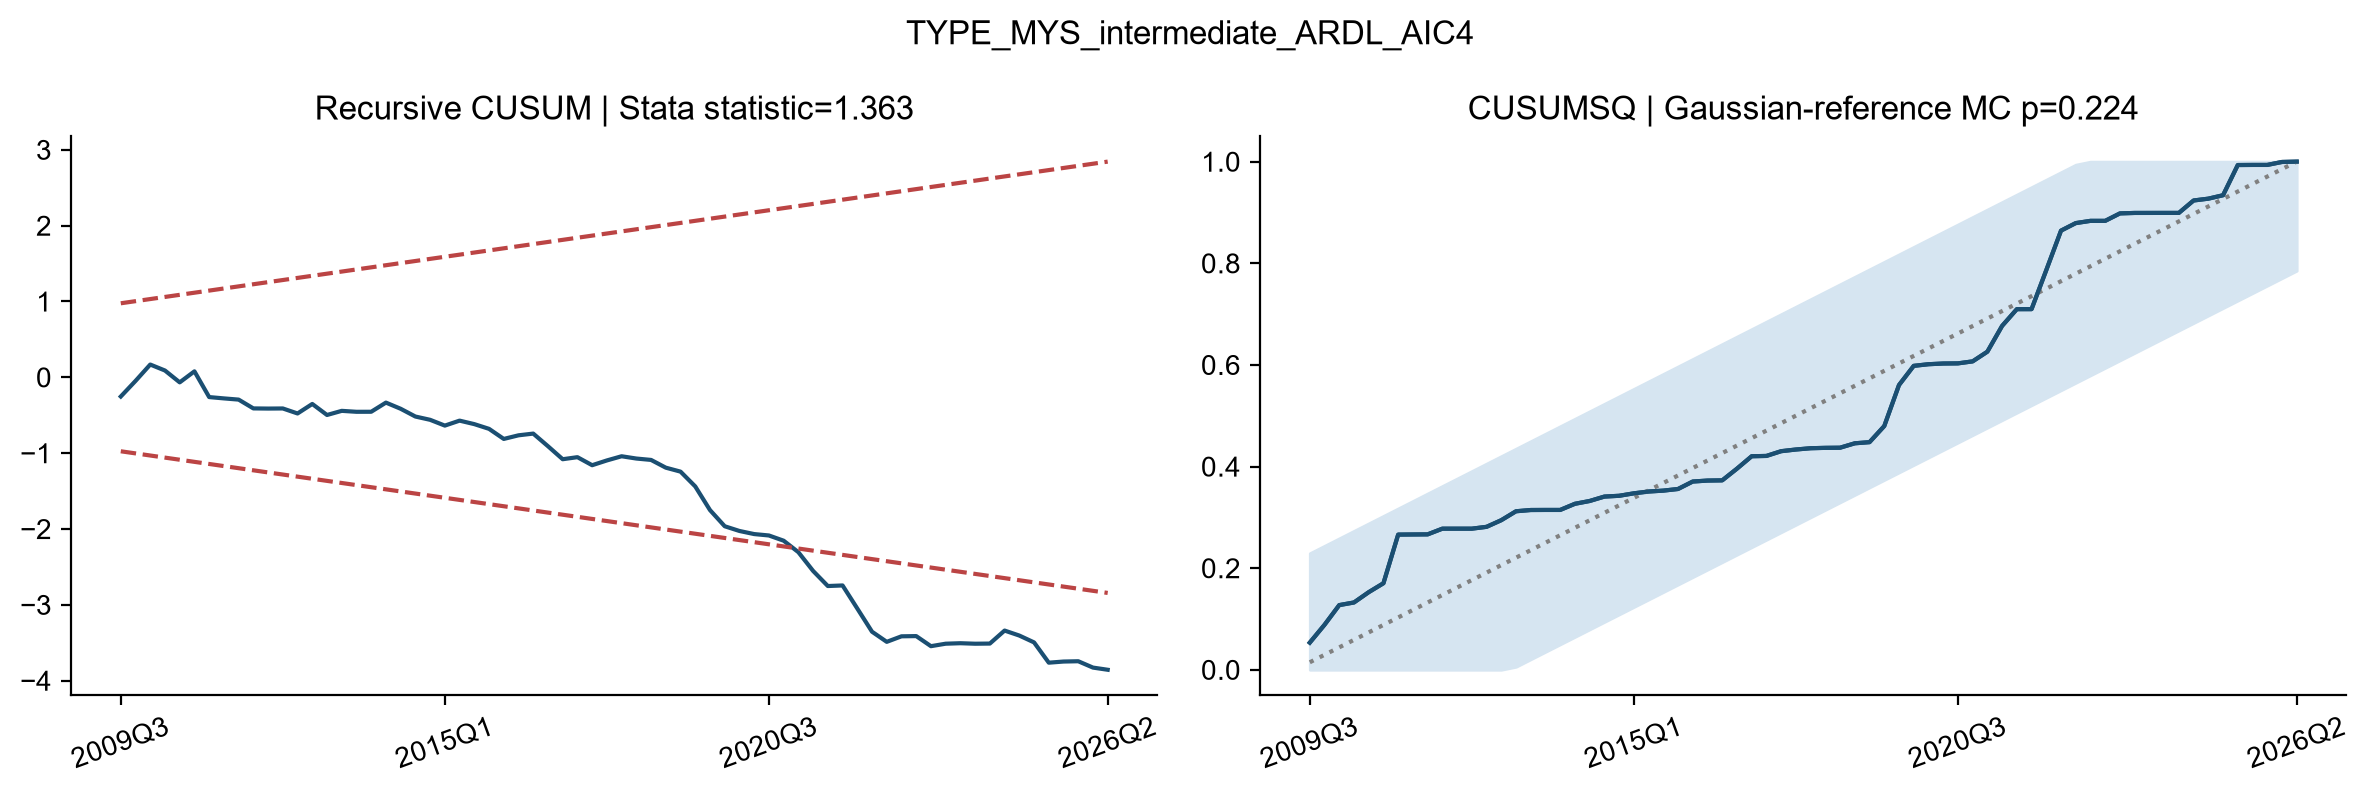 TYPE_MYS_intermediate_ARDL_AIC4
Recursive CUSUM | Stata statistic=1.363
3
2
1
0
−1
−2
−3
−4
2009Q3
2015Q1
2020Q3
2026Q2
CUSUMSQ | Gaussian-reference MC p=0.224
1.0
0.8
0.6
0.4
0.2
0.0
2009Q3
2015Q1
2020Q3
2026Q2